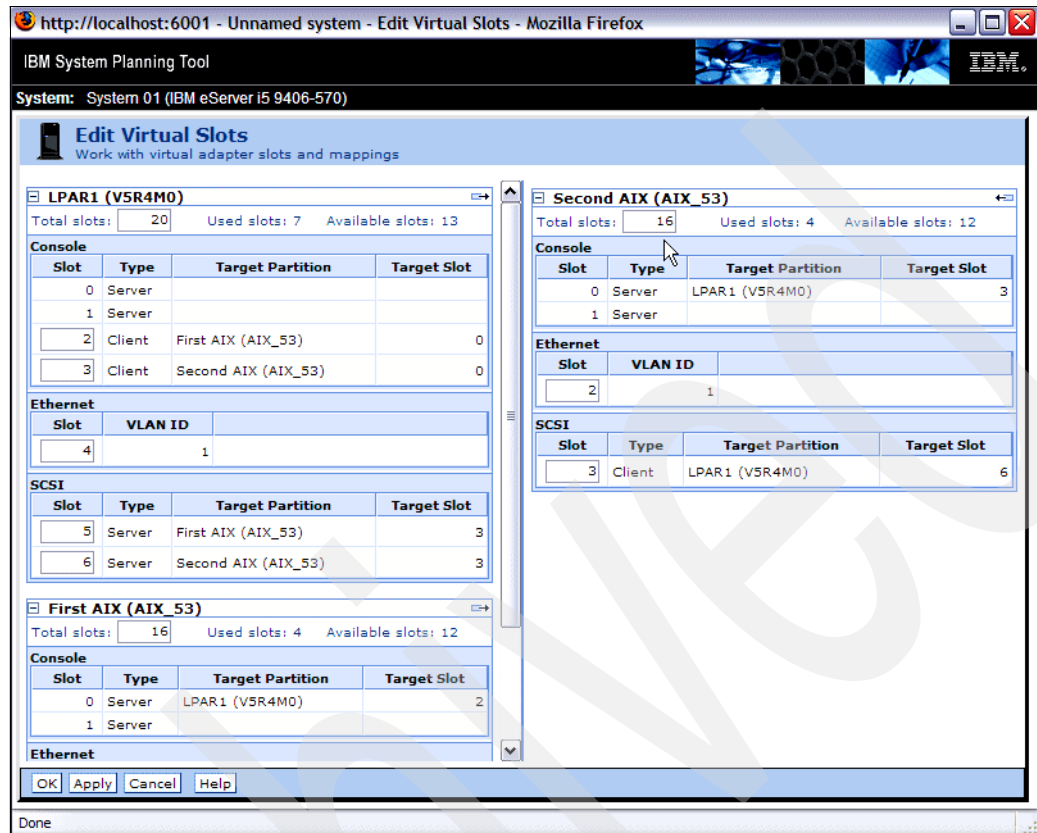 http://localhost:6001 - Unnamed system - Edit Virtual Slots - Mozilla Firefox
IBM System Planning Tool
IBM.
System: System 01 (IBM eServer i5 9406-570)
Edit Virtual Slots
Work with virtual adapter slots and mappings
LPAR1 (V5R4M0)
Total slots: 20 Used slots: 7 Available slots: 13
Console
Slot Type Target Partition Target Slot
0 Server
1 Server
2 Client First AIX (AIX_53) 0
3 Client Second AIX (AIX_53) 0
Ethernet
Slot VLAN ID
4 1
SCSI
Slot Type Target Partition Target Slot
5 Server First AIX (AIX_53) 3
6 Server Second AIX (AIX_53) 3
First AIX (AIX_53)
Total slots: 16 Used slots: 4 Available slots: 12
Console
Slot Type Target Partition Target Slot
0 Server LPAR1 (V5R4M0) 2
1 Server
Ethernet
Second AIX (AIX_53)
Total slots: 16 Used slots: 4 Available slots: 12
Console
Slot Type Target Partition Target Slot
0 Server LPAR1 (V5R4M0) 3
1 Server
Ethernet
Slot VLAN ID
2 1
SCSI
Slot Type Target Partition Target Slot
3 Client LPAR1 (V5R4M0) 6
OK Apply Cancel Help
Done